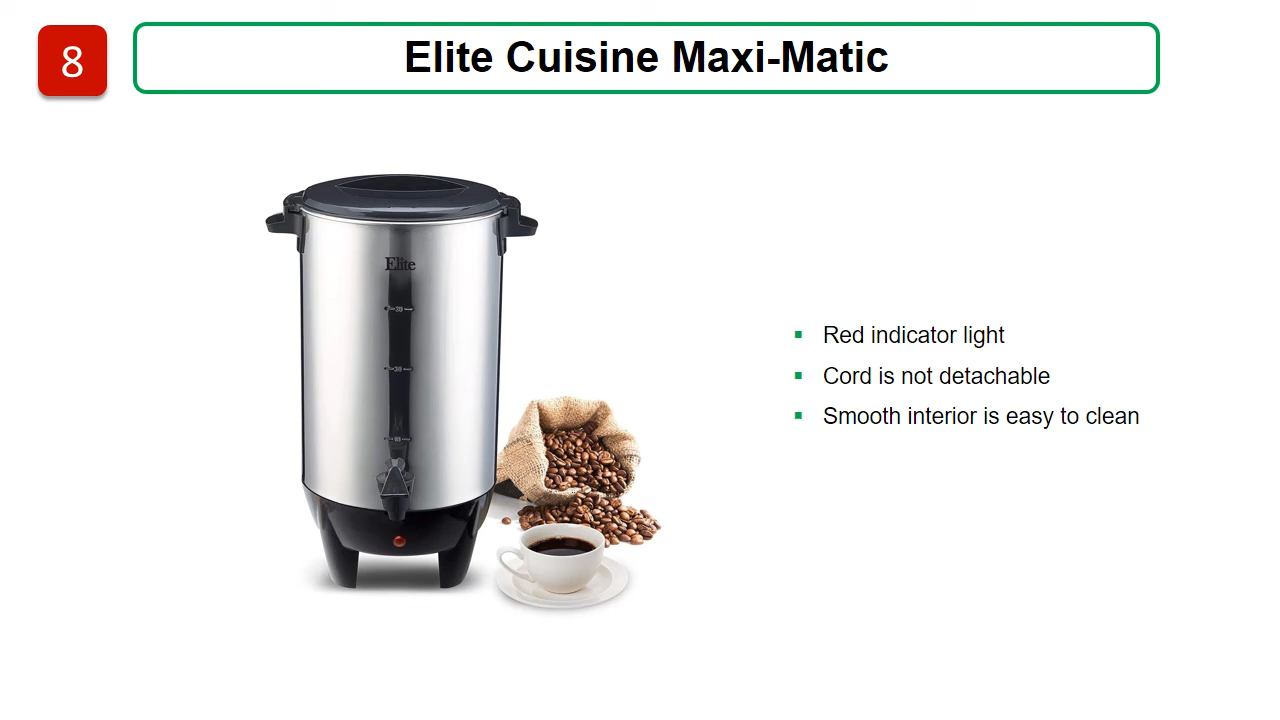 8
Elite Cuisine Maxi-Matic
Elite
Red indicator light
Cord is not detachable
Smooth interior is easy to clean